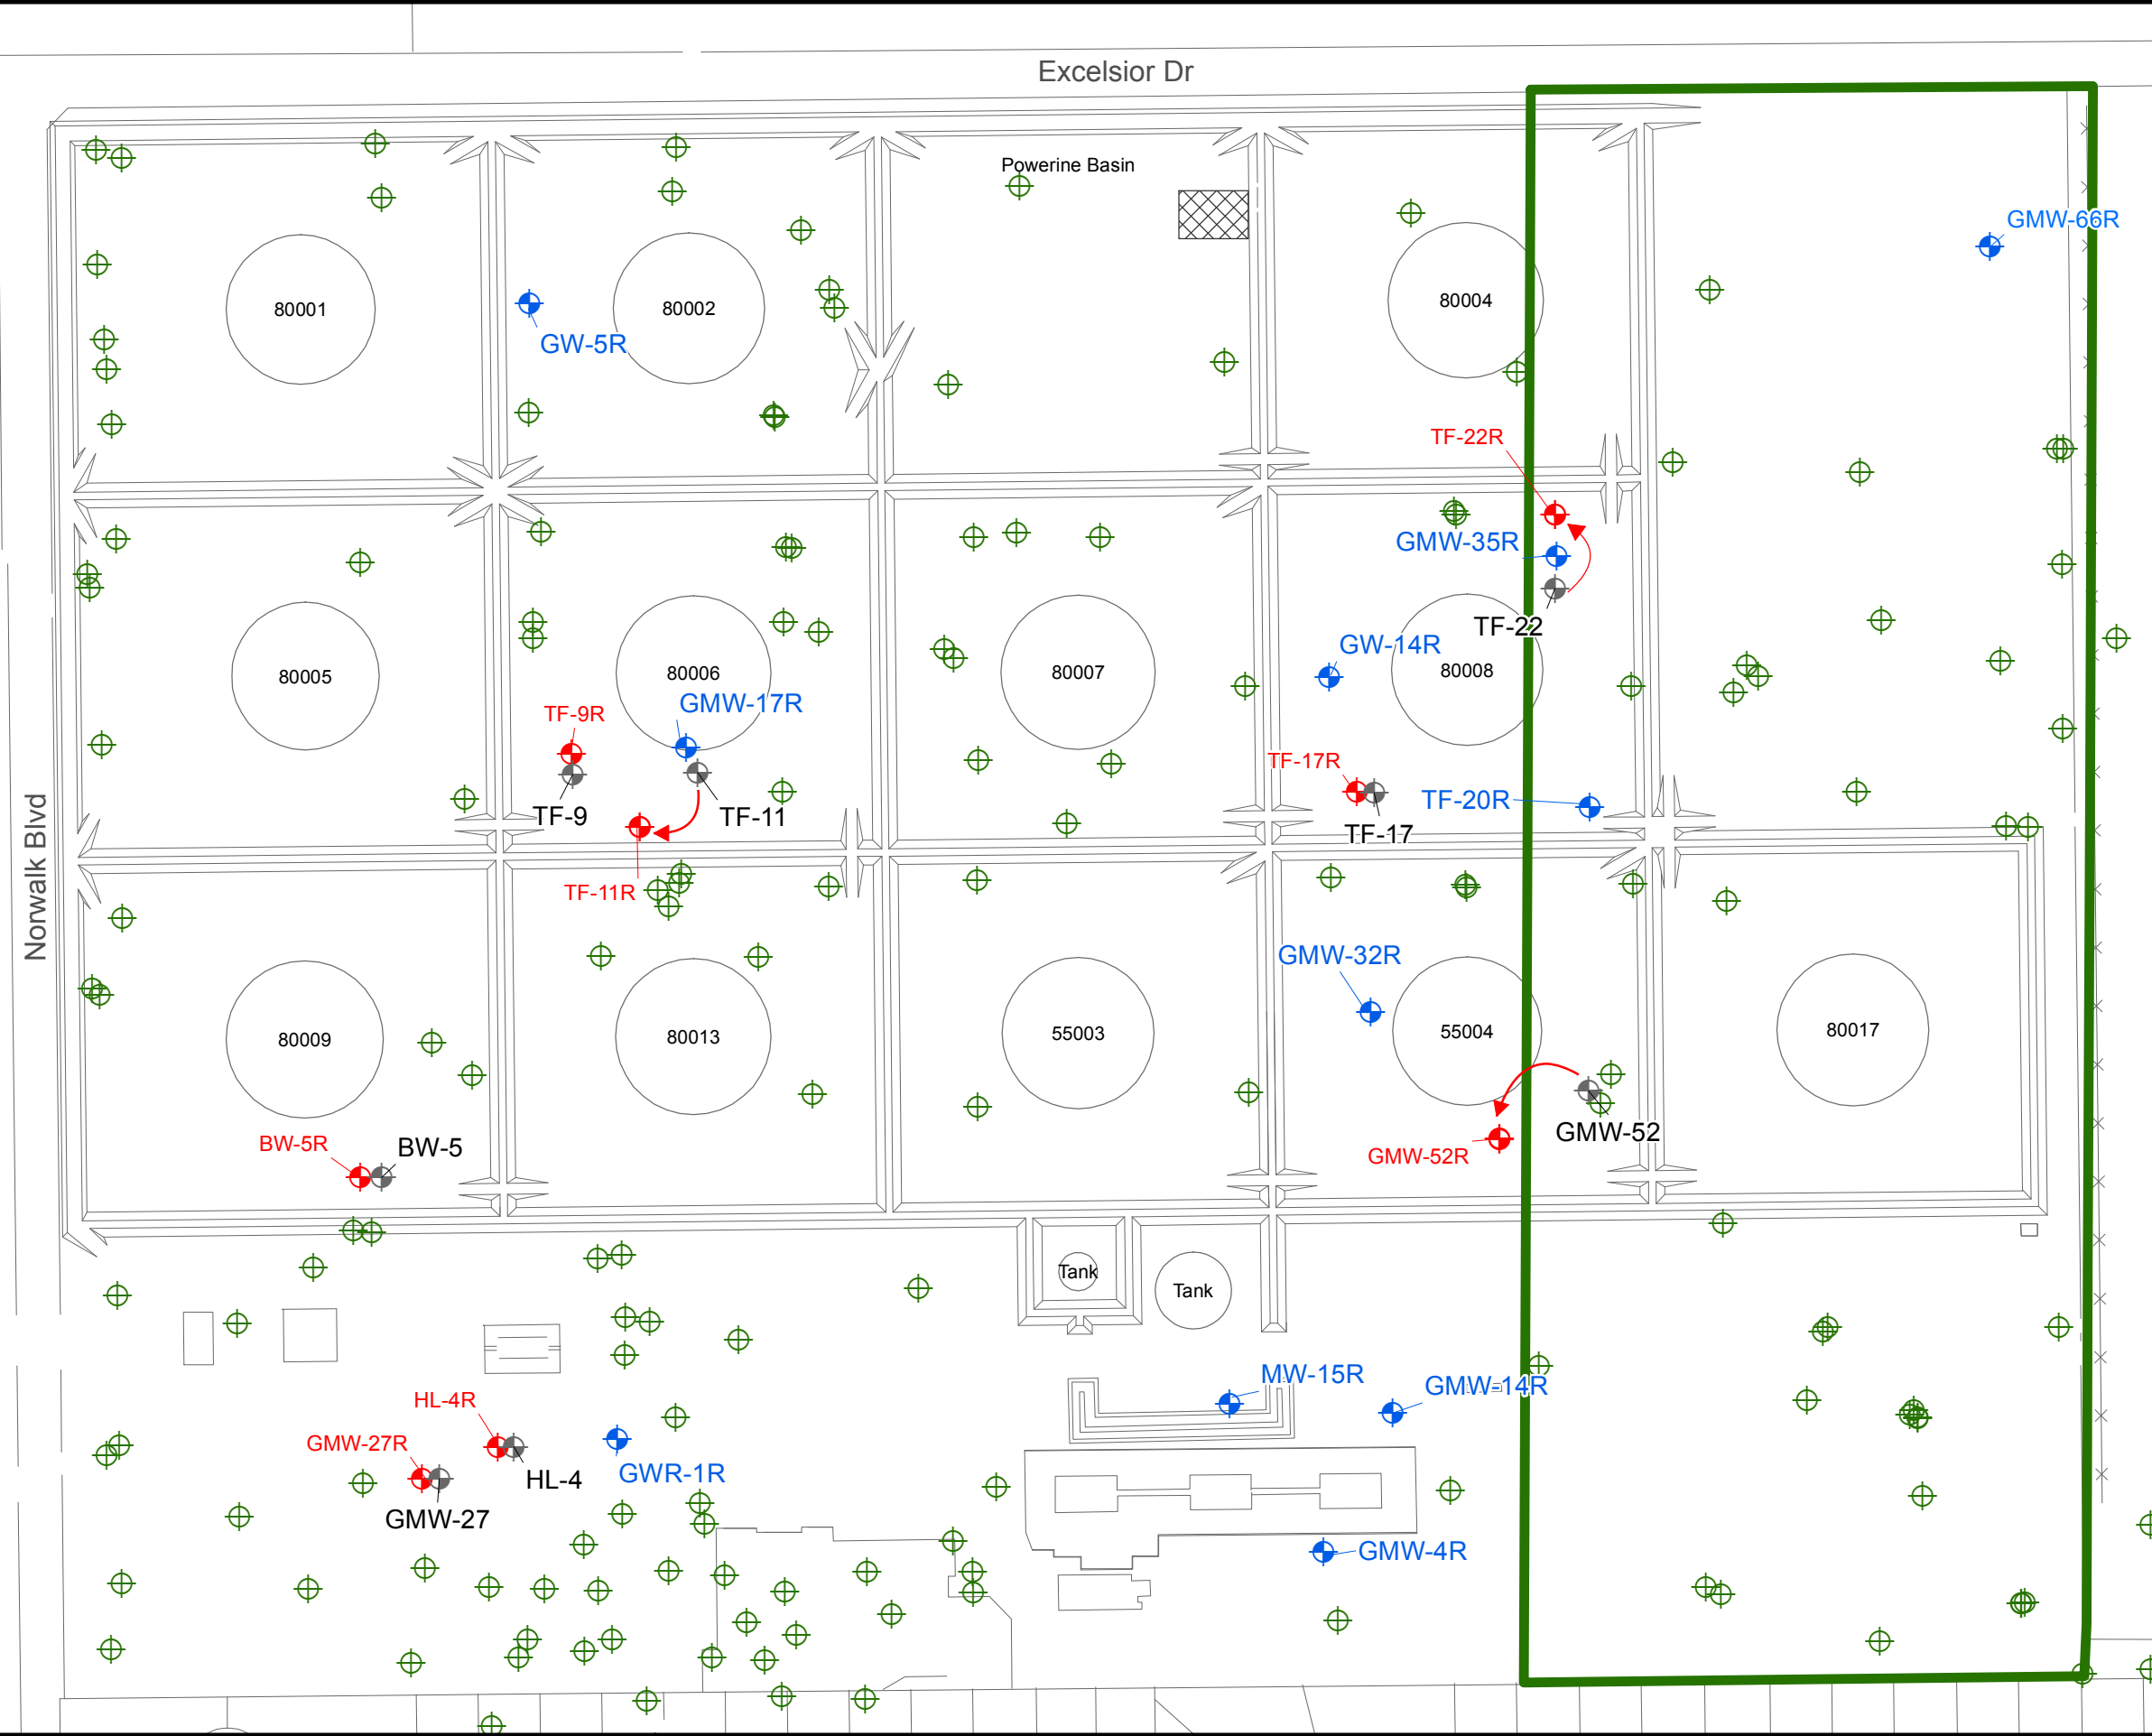 Excelsior Dr
Powerine Basin
GMW-66R
80001
80002
80004
GW-5R
TF-22R
GMW-35R
TF-22
GW-14R
80005
80006
80007
80008
GMW-17R
TF-9R
TF-17R
TF-20R
TF-9
TF-11
TF-17
TF-11R
Norwalk Blvd
GMW-32R
80009
80013
55003
55004
80017
GMW-52
BW-5R
BW-5
GMW-52R
Tank
Tank
MW-15R
GMW-14R
HL-4R
GMW-27R
GWR-1R
HL-4
GMW-27
GMW-4R